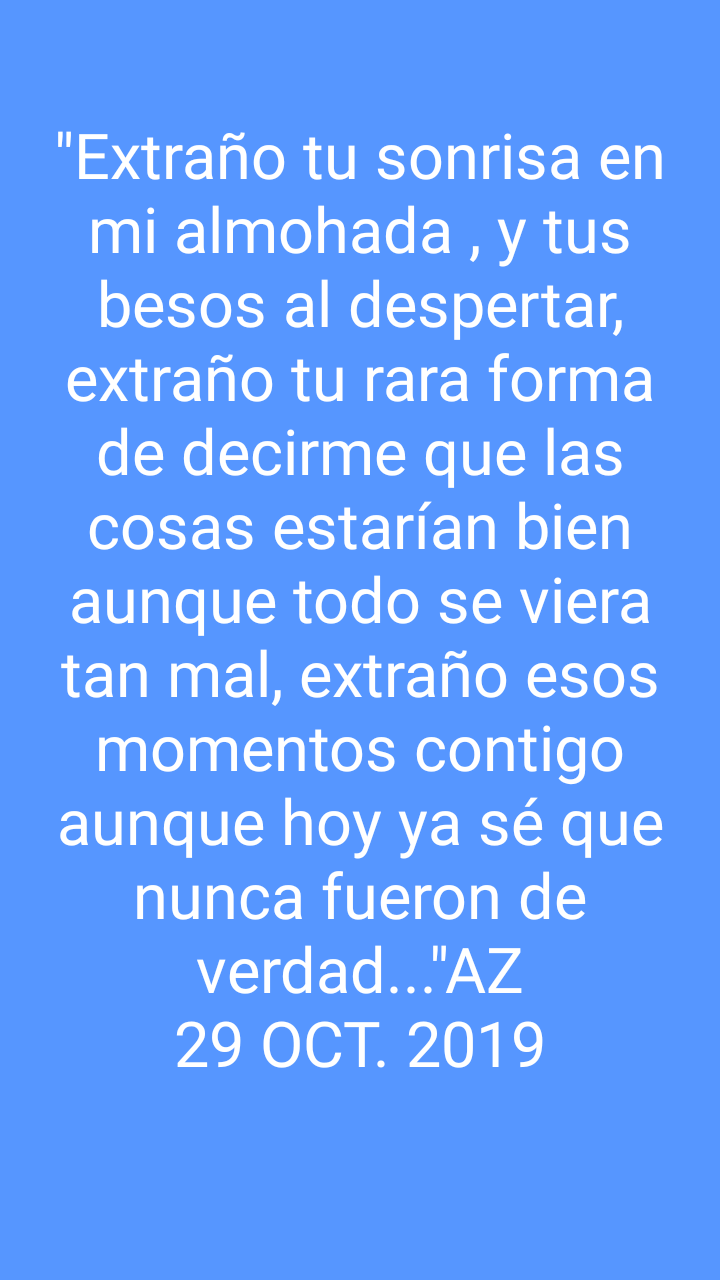 "Extraño tu sonrisa en
mi almohada , y tus
besos al despertar,
extraño tu rara forma
de decirme que las
cosas estarían bien
aunque todo se viera
tan mal, extraño esos
momentos contigo
aunque hoy ya sé que
nunca fueron de
verdad..."AZ
29 OCT. 2019